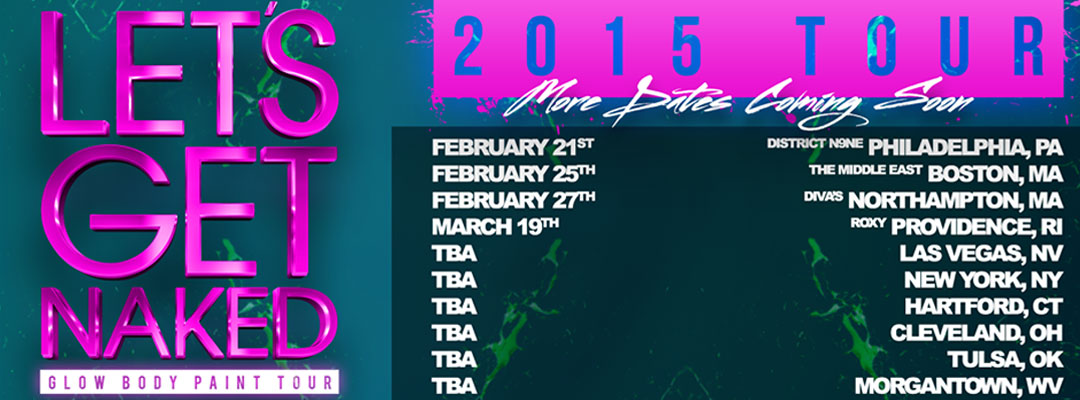 LET'S
GET
NAKED
GLOW BODY PAINT TOUR
2015 TOUR
More Dates Coming Soon
FEBRUARY 21ST DISTRICT N9NE PHILADELPHIA, PA
FEBRUARY 25TH THE MIDDLE EAST BOSTON, MA
FEBRUARY 27TH DIVA'S NORTHAMPTON, MA
MARCH 19TH ROXY PROVIDENCE, RI
TBA LAS VEGAS, NV
TBA NEW YORK, NY
TBA HARTFORD, CT
TBA CLEVELAND, OH
TBA TULSA, OK
TBA MORGANTOWN, WV